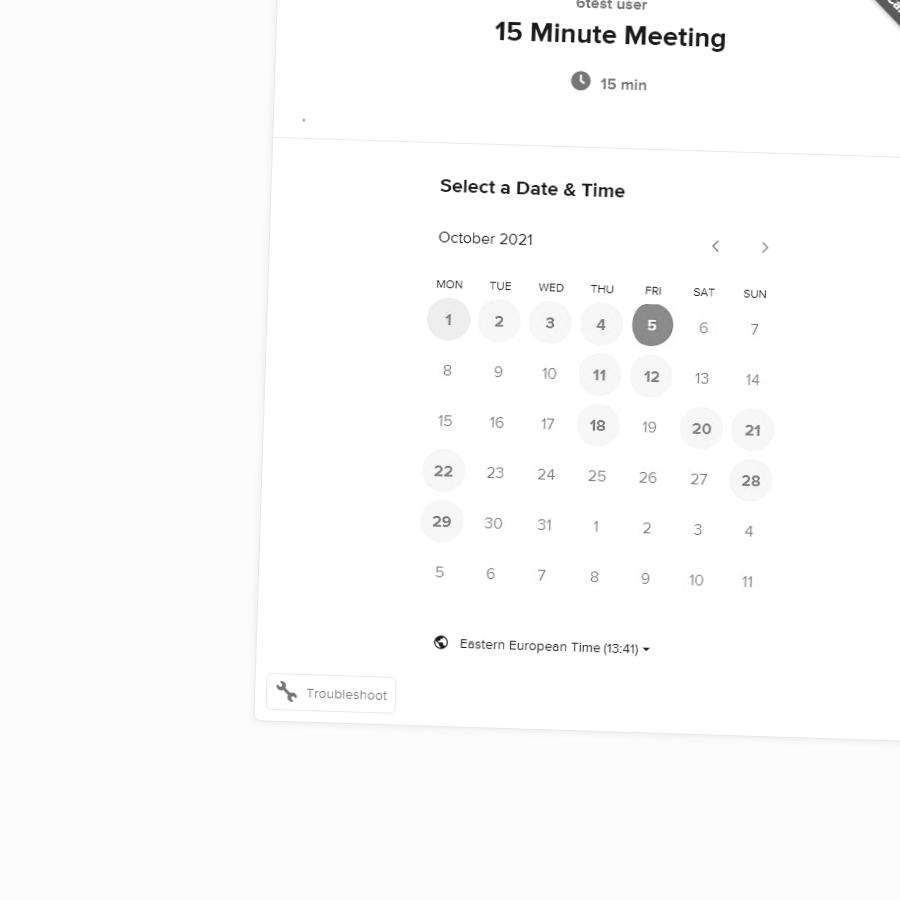 6test user
15 Minute Meeting
15 min
Select a Date & Time
October 2021
MON TUE WED THU FRI SAT SUN
1 2 3 4 5 6 7
8 9 10 11 12 13 14
15 16 17 18 19 20 21
22 23 24 25 26 27 28
29 30 31 1 2 3 4
5 6 7 8 9 10 11
Eastern European Time (13:41)
Troubleshoot